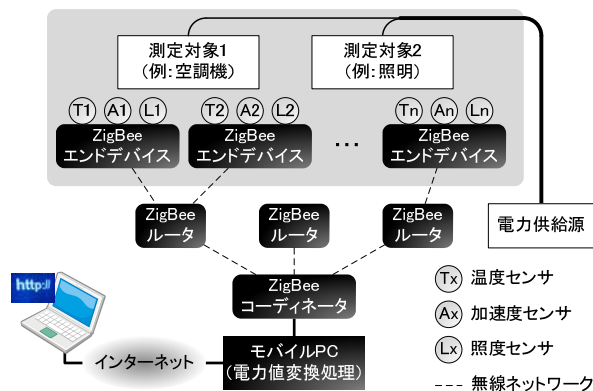 測定対象1
(例:空調機)
測定対象2
(例:照明)
T1 A1 L1
T2 A2 L2
Tn An Ln
ZigBee
エンドデバイス
ZigBee
エンドデバイス
…
ZigBee
エンドデバイス
ZigBee
ルータ
ZigBee
ルータ
ZigBee
ルータ
電力供給源
ZigBee
コーディネータ
Tx 温度センサ
Ax 加速度センサ
Lx 照度センサ
無線ネットワーク
http://
インターネット
モバイルPC
(電力値変換処理)